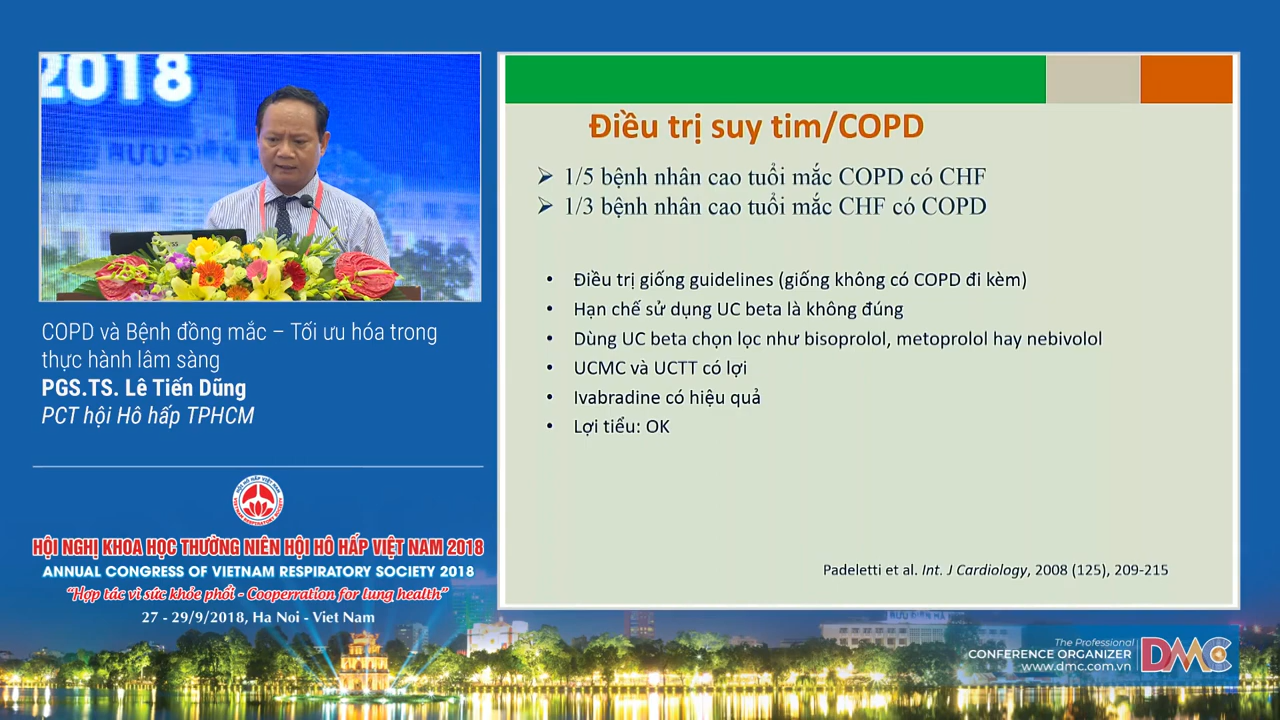 2018
COPD và Bệnh đồng mắc – Tối ưu hóa trong
thực hành lâm sàng
PGS.TS. Lê Tiến Dũng
PCT hội Hô hấp TPHCM
HỘI NGHỊ KHOA HỌC THƯỜNG NIÊN HỘI HÔ HẤP VIỆT NAM 2018
ANNUAL CONGRESS OF VIETNAM RESPIRATORY SOCIETY 2018
“Hợp tác vì sức khỏe phổi - Cooperration for lung health”
27 - 29/9/2018, Ha Noi - Viet Nam
Điều trị suy tim/COPD
➢ 1/5 bệnh nhân cao tuổi mắc COPD có CHF
➢ 1/3 bệnh nhân cao tuổi mắc CHF có COPD
• Điều trị giống guidelines (giống không có COPD đi kèm)
• Hạn chế sử dụng UC beta là không đúng
• Dùng UC beta chọn lọc như bisoprolol, metoprolol hay nebivolol
• UCMC và UCTT có lợi
• Ivabradine có hiệu quả
• Lợi tiểu: OK
Padeletti et al. Int. J Cardiology, 2008 (125), 209-215
The Professional
CONFERENCE ORGANIZER
www.dmc.com.vn
DMC